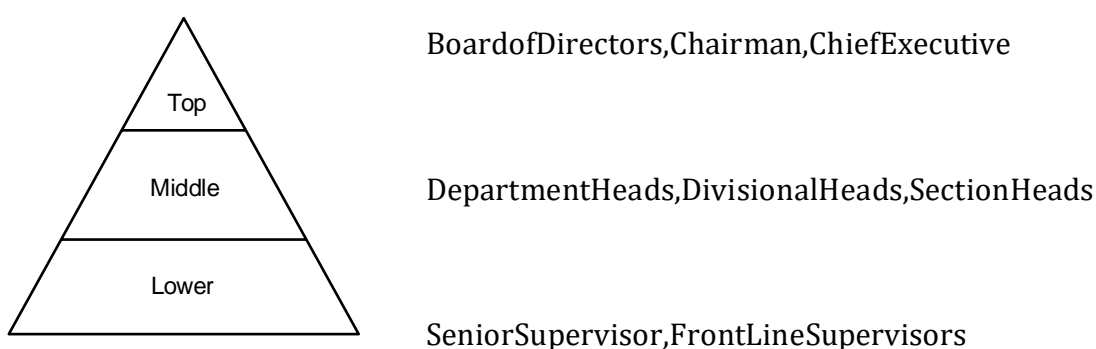 BoardofDirectors,Chairman,ChiefExecutive
Top
Middle
DepartmentHeads,DivisionalHeads,SectionHeads
Lower
SeniorSupervisor,FrontLineSupervisors